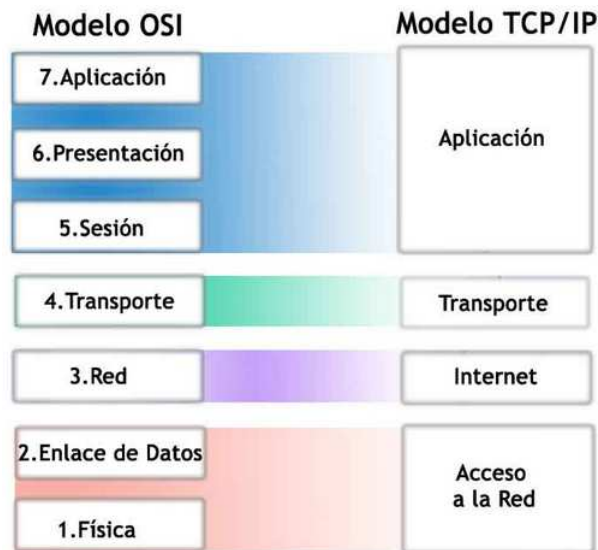 Modelo OSI
Modelo TCP/IP
7.Aplicación
6.Presentación
5.Sesión
Aplicación
4.Transporte
Transporte
3.Red
Internet
2.Enlace de Datos
1.Física
Acceso
a la Red